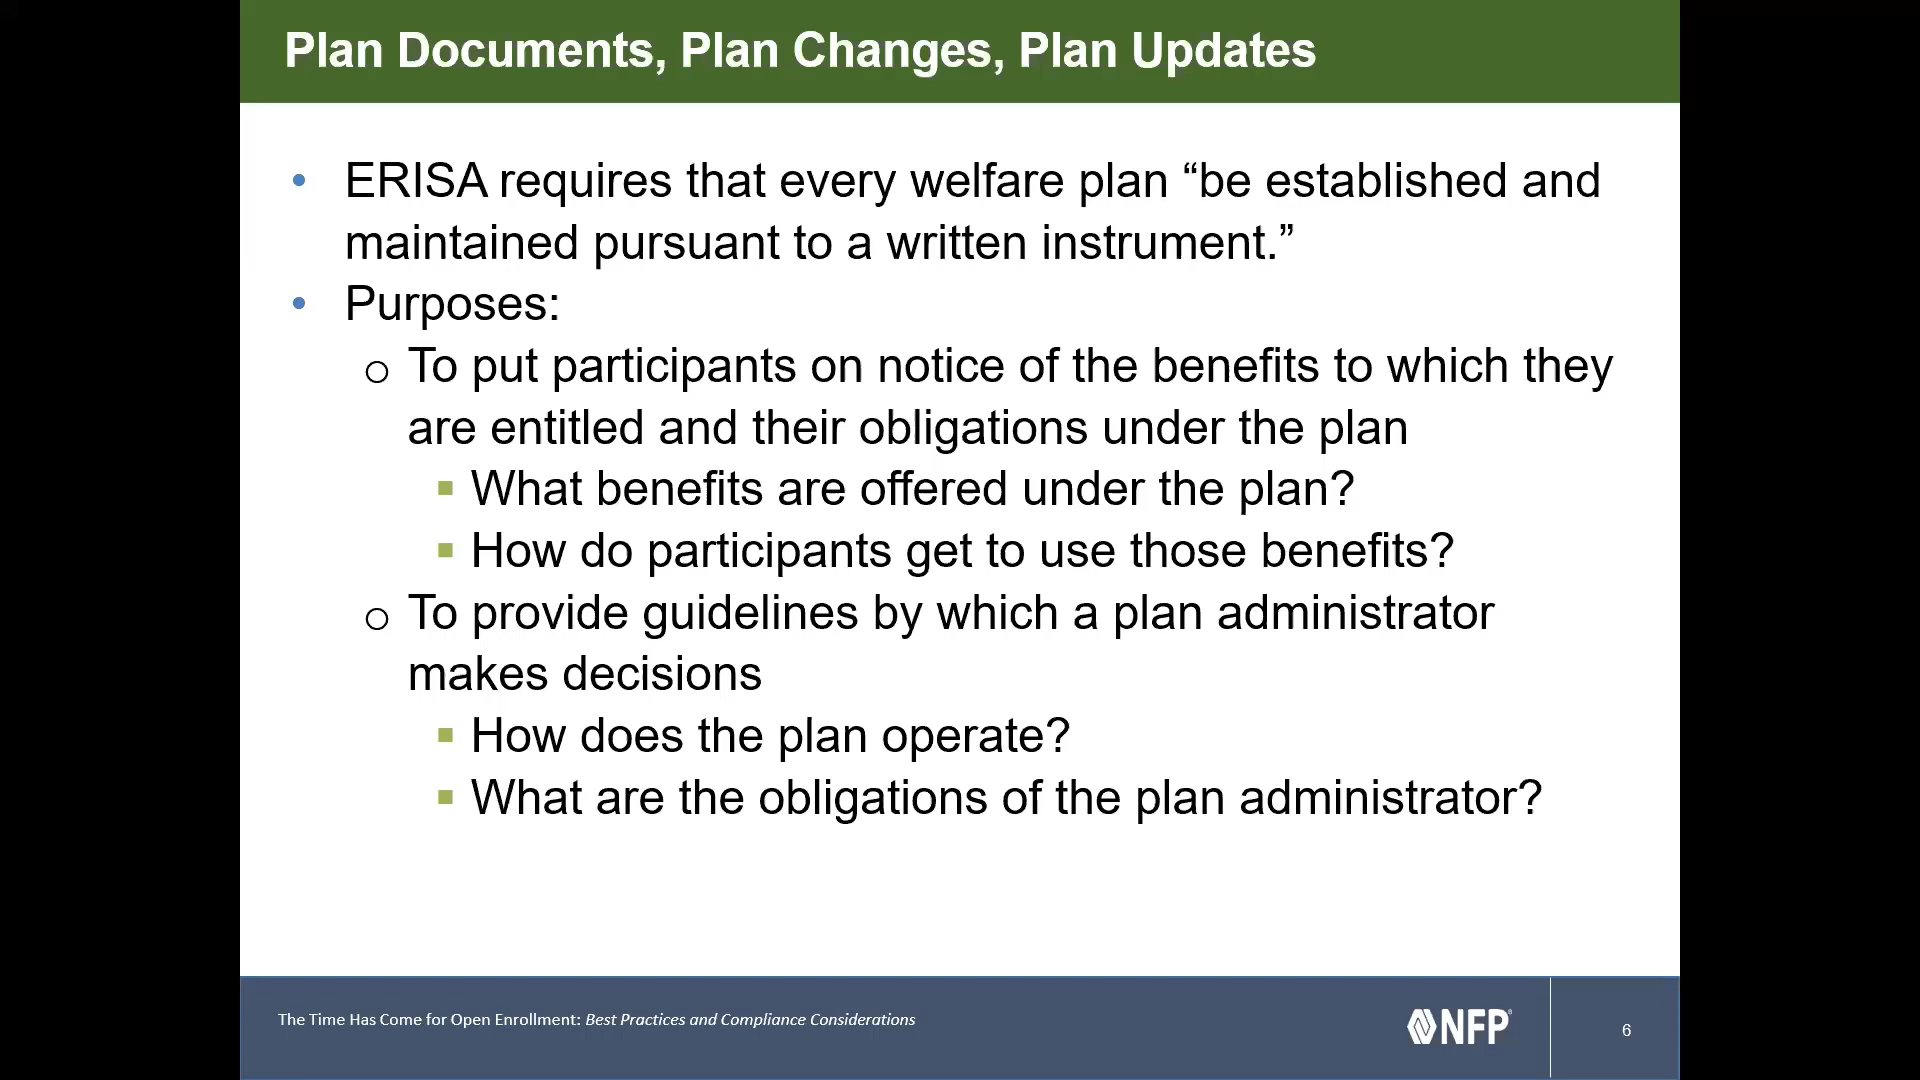 Plan Documents, Plan Changes, Plan Updates
• ERISA requires that every welfare plan “be established and
maintained pursuant to a written instrument.”
• Purposes:
o To put participants on notice of the benefits to which they
are entitled and their obligations under the plan
▪ What benefits are offered under the plan?
▪ How do participants get to use those benefits?
o To provide guidelines by which a plan administrator
makes decisions
▪ How does the plan operate?
▪ What are the obligations of the plan administrator?
The Time Has Come for Open Enrollment: Best Practices and Compliance Considerations
NFP
6